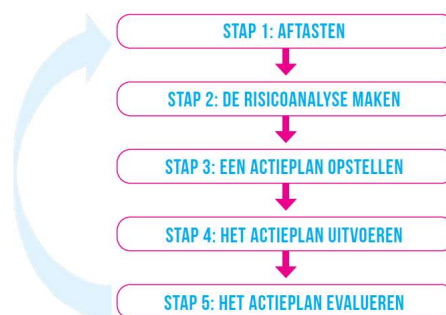 STAP 1: AFTASTEN
STAP 2: DE RISICOANALYSE MAKEN
STAP 3: EEN ACTIEPLAN OPSTELLEN
STAP 4: HET ACTIEPLAN UITVOEREN
STAP 5: HET ACTIEPLAN EVALUEREN